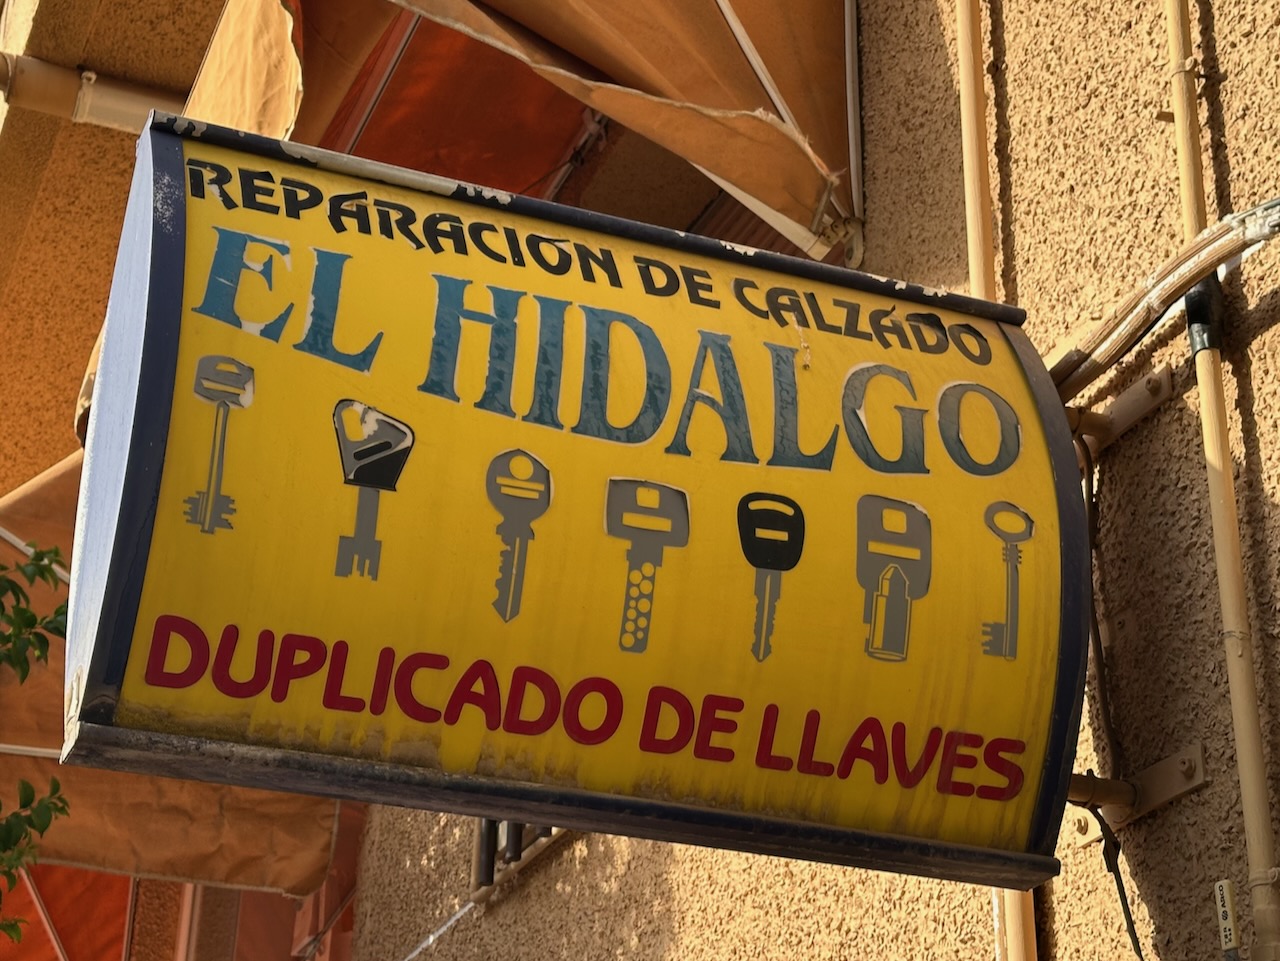 REPARACION DE CALZADO
EL HIDALGO
DUPLICADO DE LLAVES